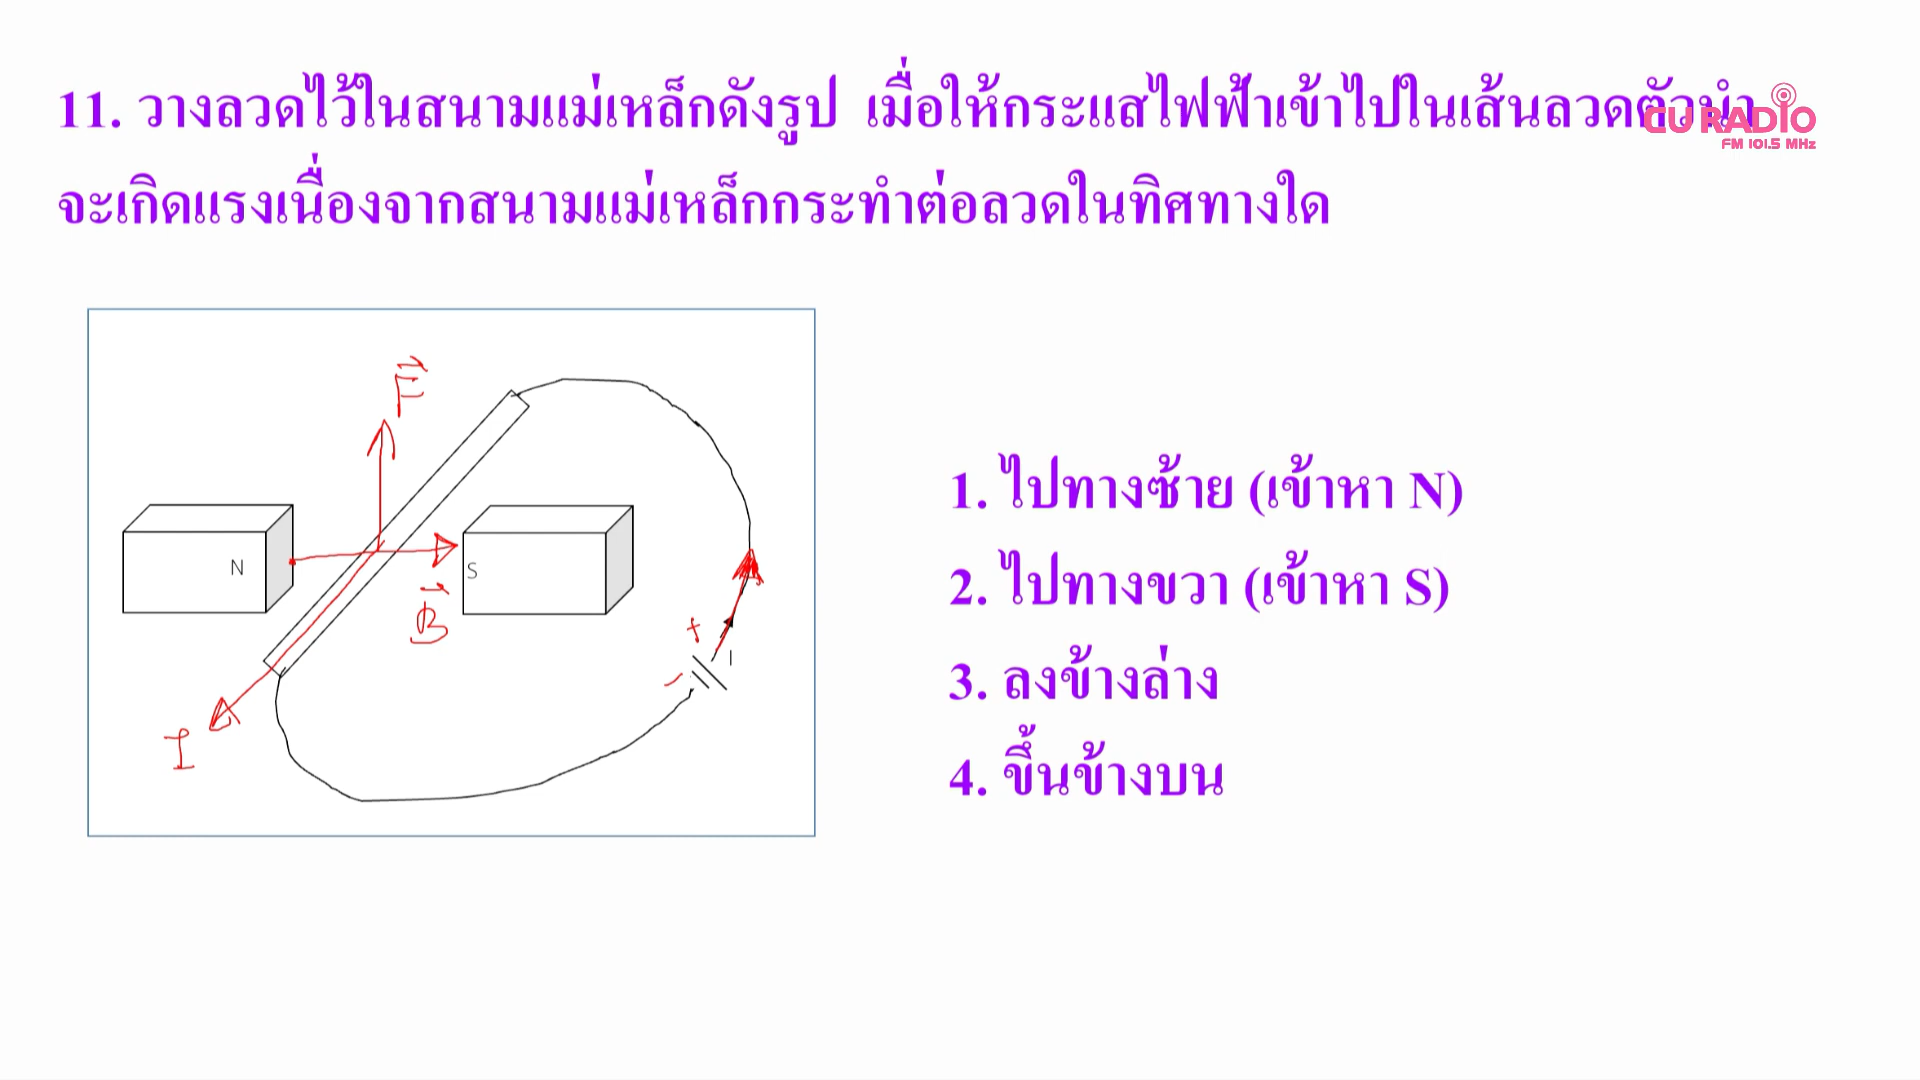 11. วางลวดไว้ในสนามแม่เหล็กดังรูป เมื่อให้กระแสไฟฟ้าเข้าไปในเส้นลวดตัวนำ
จะเกิดแรงเนื่องจากสนามแม่เหล็กกระทำต่อลวดในทิศทางใด
CU RADIO
FM 101.5 MHz
F
N
S
B
I
+
-
I
1. ไปทางซ้าย (เข้าหา N)
2. ไปทางขวา (เข้าหา S)
3. ลงข้างล่าง
4. ขึ้นข้างบน